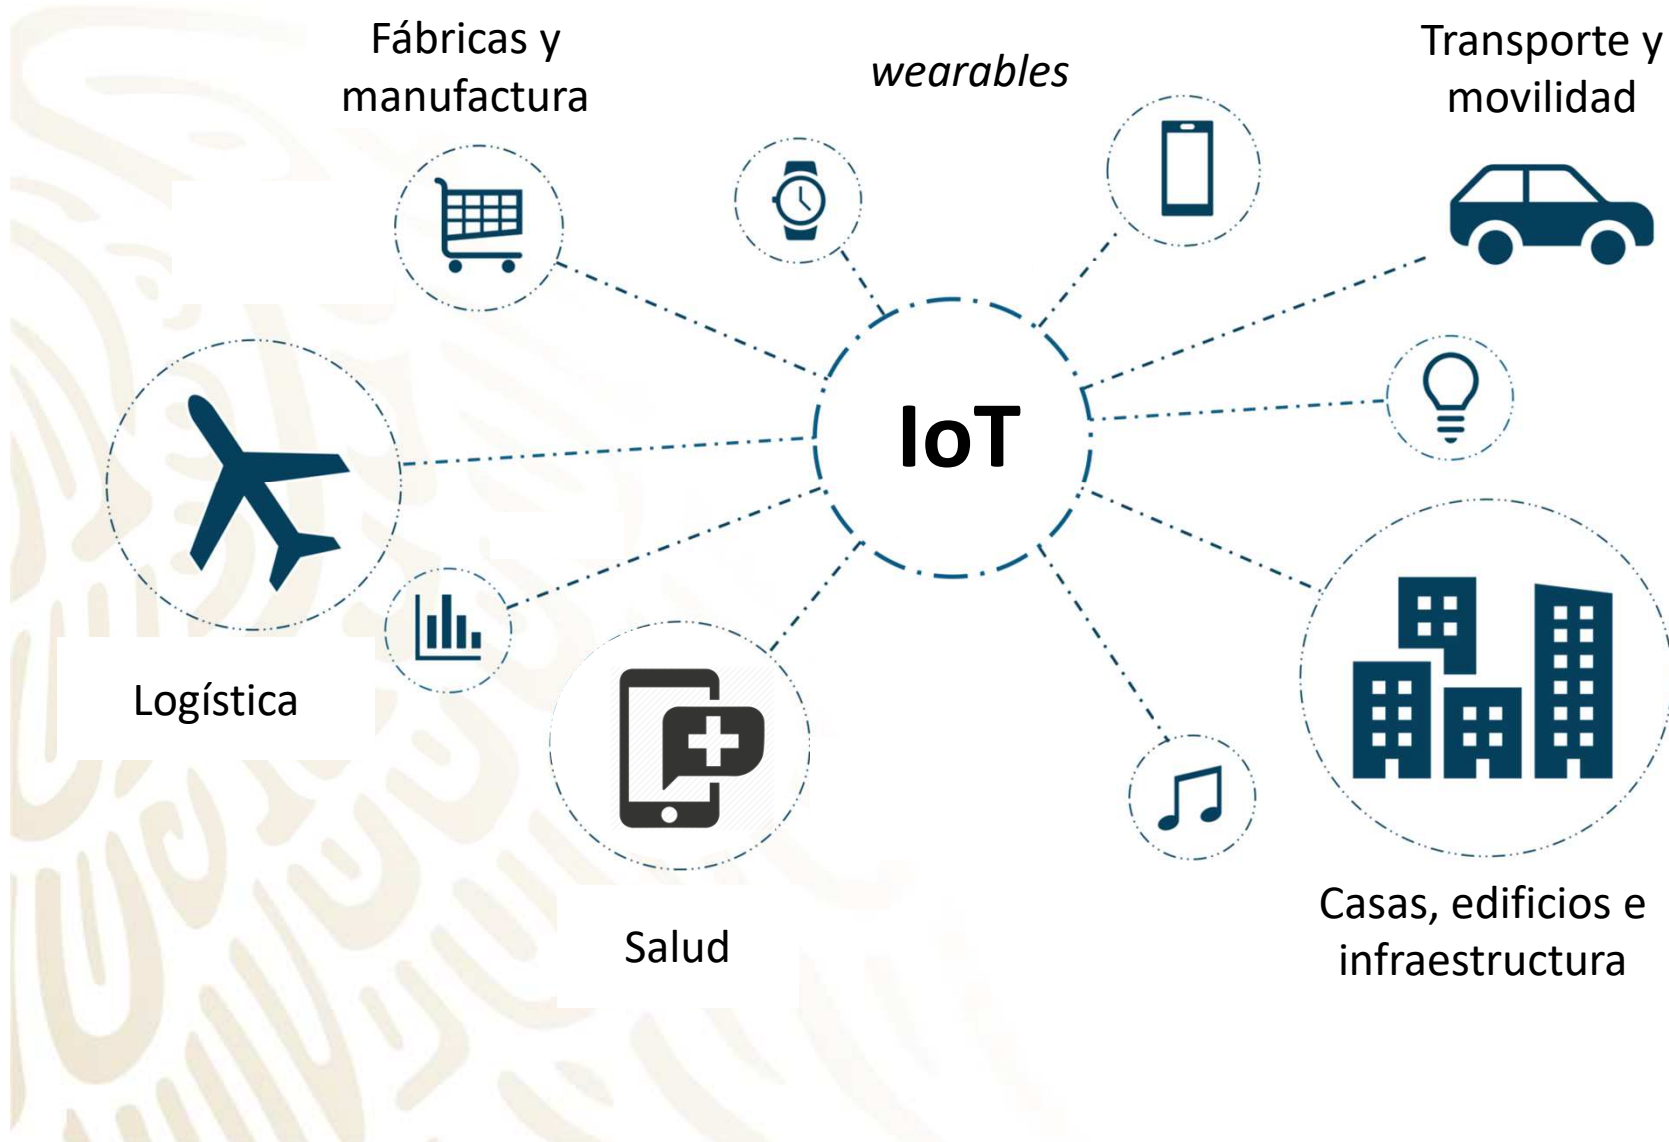 Fábricas y
manufactura
wearables
Transporte y
movilidad
IoT
Logística
Salud
Casas, edificios e
infraestructura